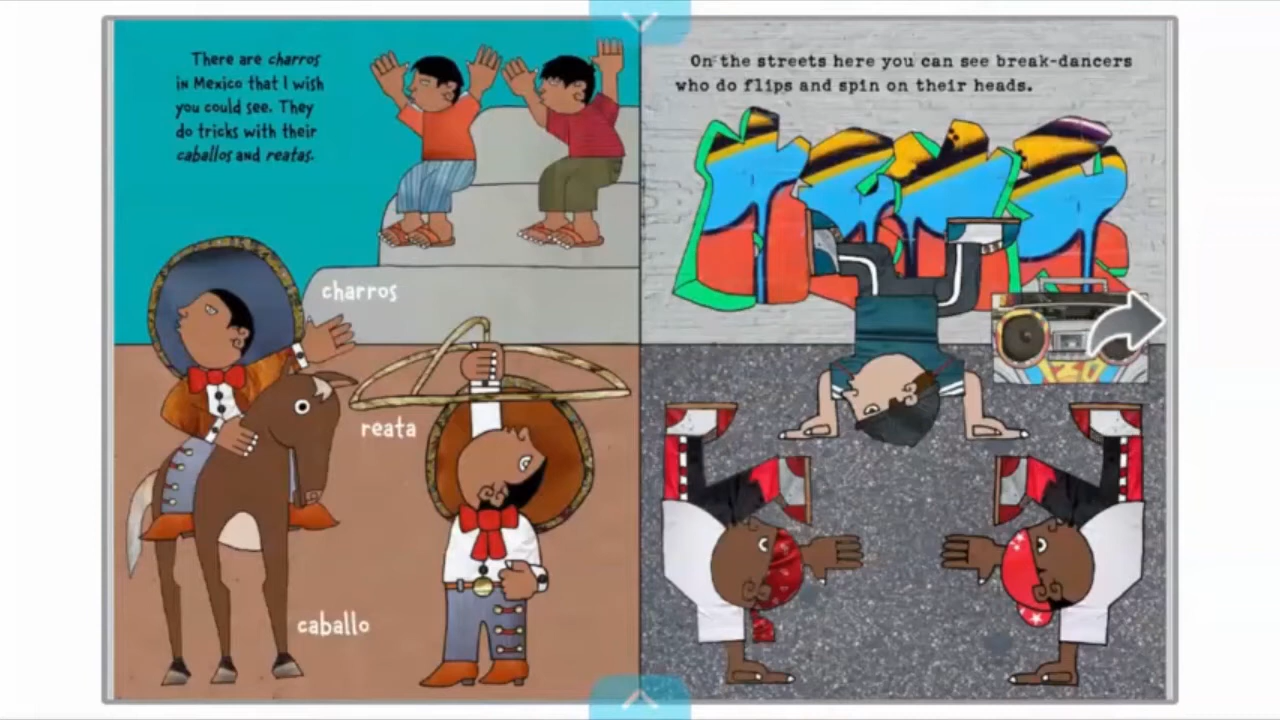 There are charros
in Mexico that I wish
you could see. They
do tricks with their
caballos and reatas.
charros
reata
caballo
On the streets here you can see break-dancers
who do flips and spin on their heads.